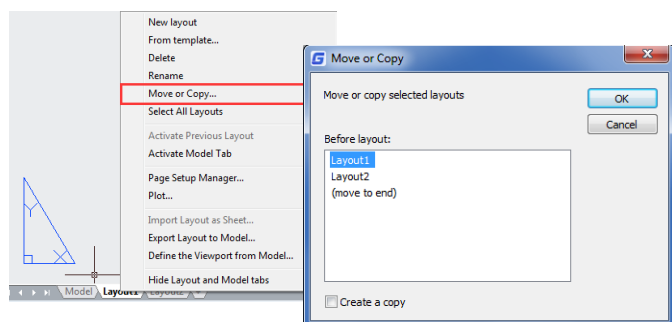 New layout
From template...
Delete
Rename
Move or Copy...
Select All Layouts
Activate Previous Layout
Activate Model Tab
Page Setup Manager...
Plot...
Import Layout as Sheet...
Export Layout to Model...
Define the Viewport from Model...
Hide Layout and Model tabs
Y
X
Model Layout1 Layout2 +
G Move or Copy
Move or copy selected layouts
OK
Cancel
Before layout:
Layout1
Layout2
(move to end)
Create a copy